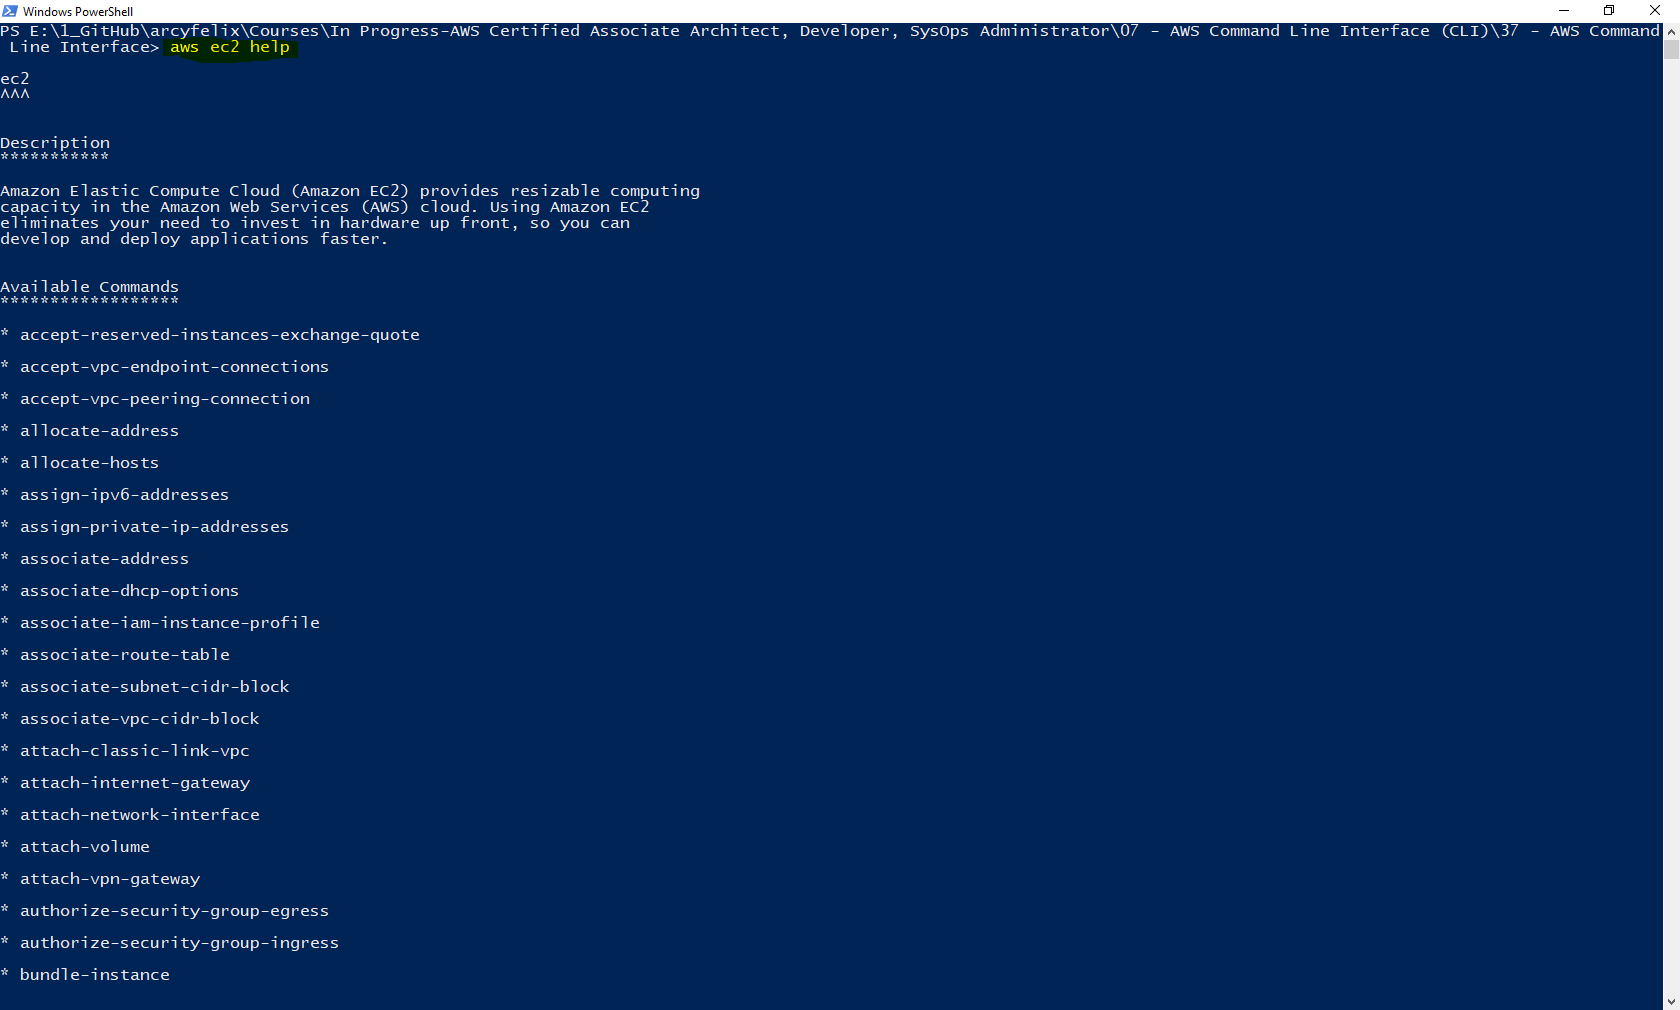 Windows PowerShell
PS E:\1_GitHub\arcyfelix\Courses\In Progress-AWS Certified Associate Architect, Developer, SysOps Administrator\07 - AWS Command Line Interface (CLI)\37 - AWS Command
Line Interface> aws ec2 help
ec2
^^^
Description
***********
Amazon Elastic Compute Cloud (Amazon EC2) provides resizable computing
capacity in the Amazon Web Services (AWS) cloud. Using Amazon EC2
eliminates your need to invest in hardware up front, so you can
develop and deploy applications faster.
Available Commands
******************
* accept-reserved-instances-exchange-quote
* accept-vpc-endpoint-connections
* accept-vpc-peering-connection
* allocate-address
* allocate-hosts
* assign-ipv6-addresses
* assign-private-ip-addresses
* associate-address
* associate-dhcp-options
* associate-iam-instance-profile
* associate-route-table
* associate-subnet-cidr-block
* associate-vpc-cidr-block
* attach-classic-link-vpc
* attach-internet-gateway
* attach-network-interface
* attach-volume
* attach-vpn-gateway
* authorize-security-group-egress
* authorize-security-group-ingress
* bundle-instance